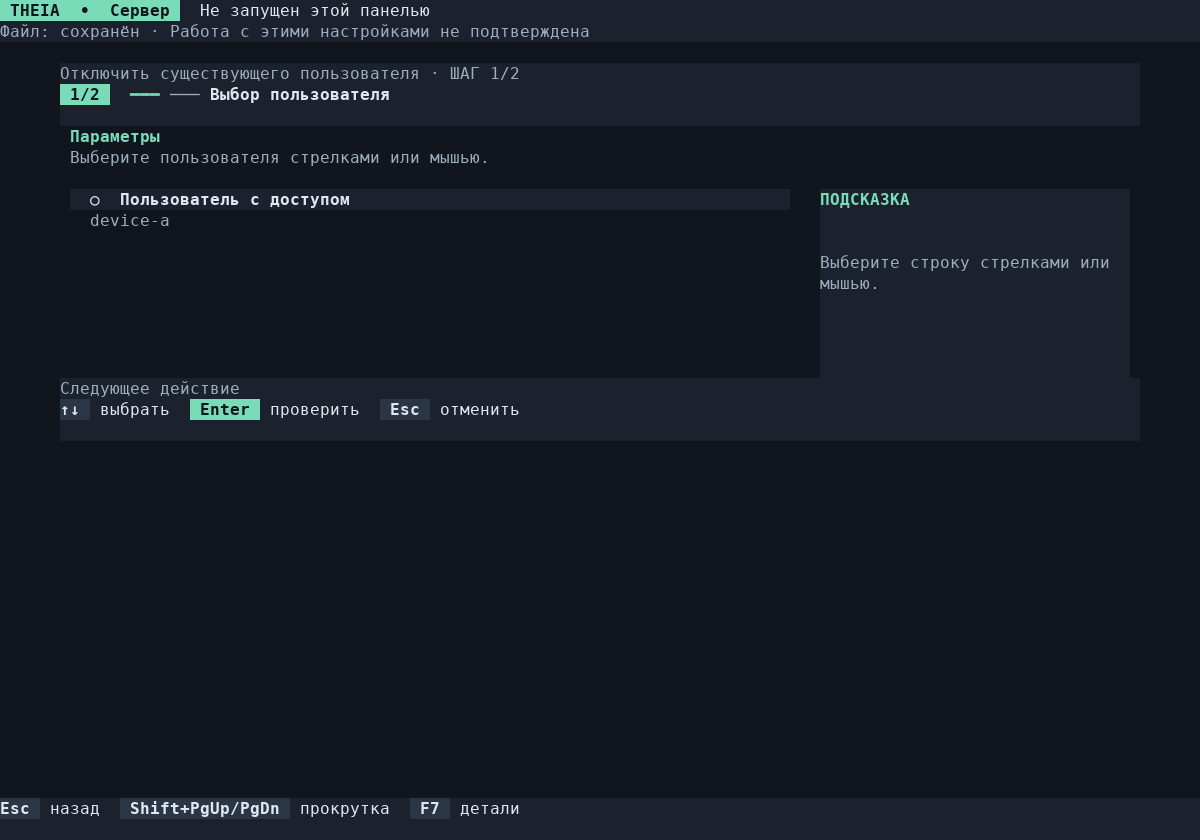 THEIA • Сервер Не запущен этой панелью
Файл: сохранён · Работа с этими настройками не подтверждена
Отключить существующего пользователя · ШАГ 1/2
1/2 ━━━ ─── Выбор пользователя
Параметры
Выберите пользователя стрелками или мышью.
○ Пользователь с доступом
device-a
ПОДСКАЗКА
Выберите строку стрелками или
мышью.
Следующее действие
↑↓ выбрать Enter проверить Esc отменить
Esc назад Shift+PgUp/PgDn прокрутка F7 детали